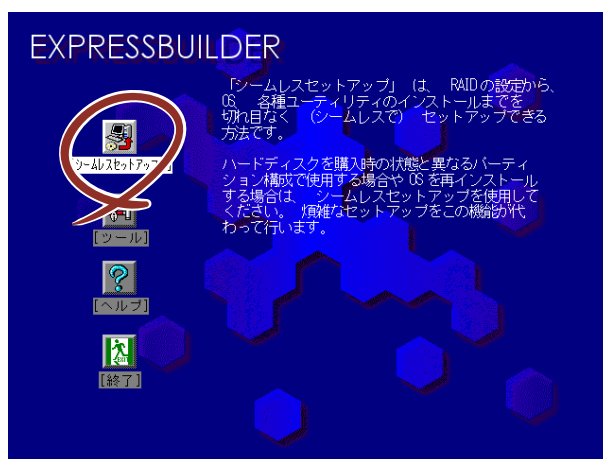 EXPRESSBUILDER
「シームレスセットアップ」 は、 RAIDの設定から、
OS、 各種ユーティリティのインストールまでを
切れ目なく (シームレスで) セットアップできる
方法です。
ハードディスクを購入時の状態と異なるパーティ
ション構成で使用する場合や OSを再インストール
する場合は、 シームレスセットアップを使用して
ください。 煩雑なセットアップをこの機能が代
わって行います。
シームレスセットアップ
[ツール]
[ヘルプ]
EXIT
[終了]